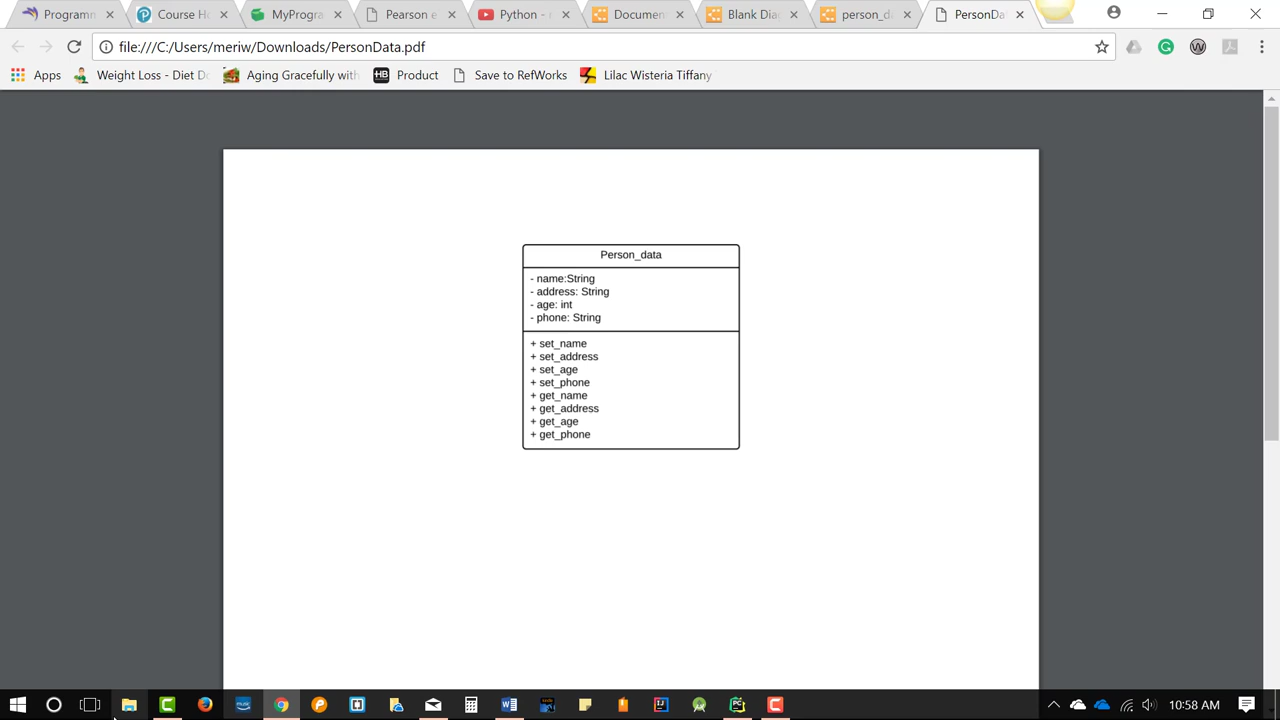 Programm
Course H
MyProgra
Pearson e
Python -
Documen
Blank Dia
person_d
PersonDa
file:///C:/Users/meriw/Downloads/PersonData.pdf
Apps
Weight Loss - Diet D
Aging Gracefully with
HB
Product
Save to RefWorks
Lilac Wisteria Tiffany
Person_data
- name:String
- address: String
- age: int
- phone: String
+ set_name
+ set_address
+ set_age
+ set_phone
+ get_name
+ get_address
+ get_age
+ get_phone
10:58 AM